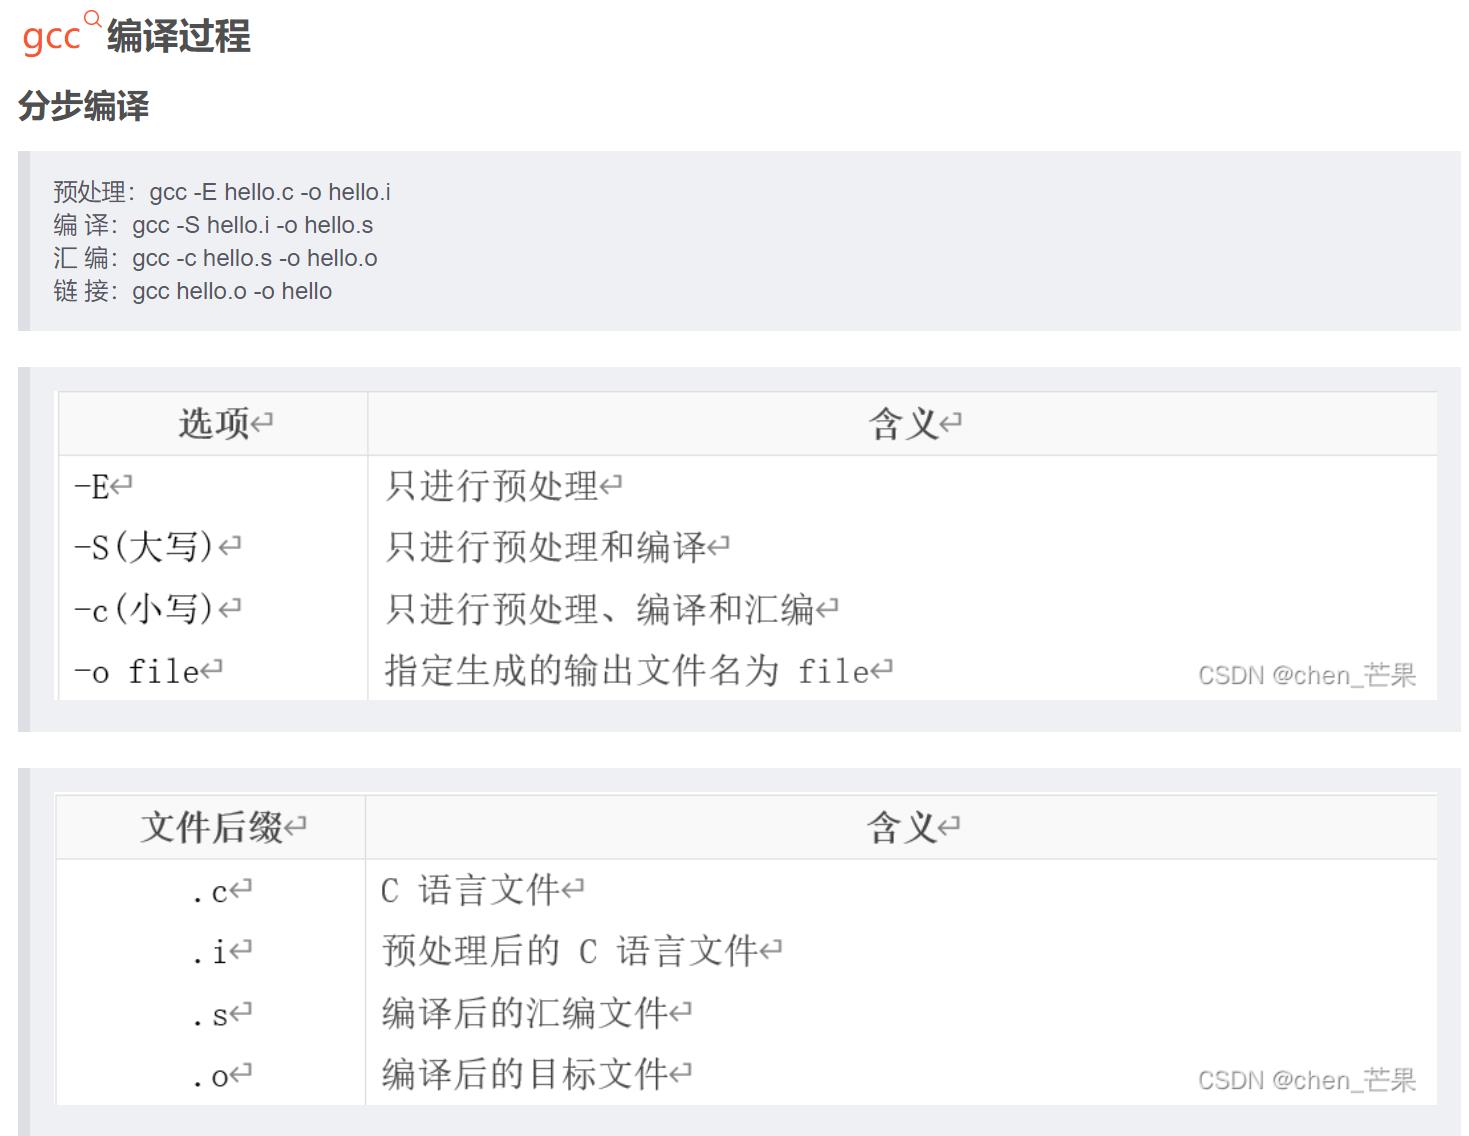 gcc编译过程
分步编译
预处理：gcc -E hello.c -o hello.i
编 译：gcc -S hello.i -o hello.s
汇 编：gcc -c hello.s -o hello.o
链 接：gcc hello.o -o hello
选项↵ 含义↵
-E↵ 只进行预处理↵
-S(大写)↵ 只进行预处理和编译↵
-c(小写)↵ 只进行预处理、编译和汇编↵
-o file↵ 指定生成的输出文件名为 file↵
CSDN @chen_芒果
文件后缀↵ 含义↵
.c↵ C 语言文件↵
.i↵ 预处理后的 C 语言文件↵
.s↵ 编译后的汇编文件↵
.o↵ 编译后的目标文件↵
CSDN @chen_芒果